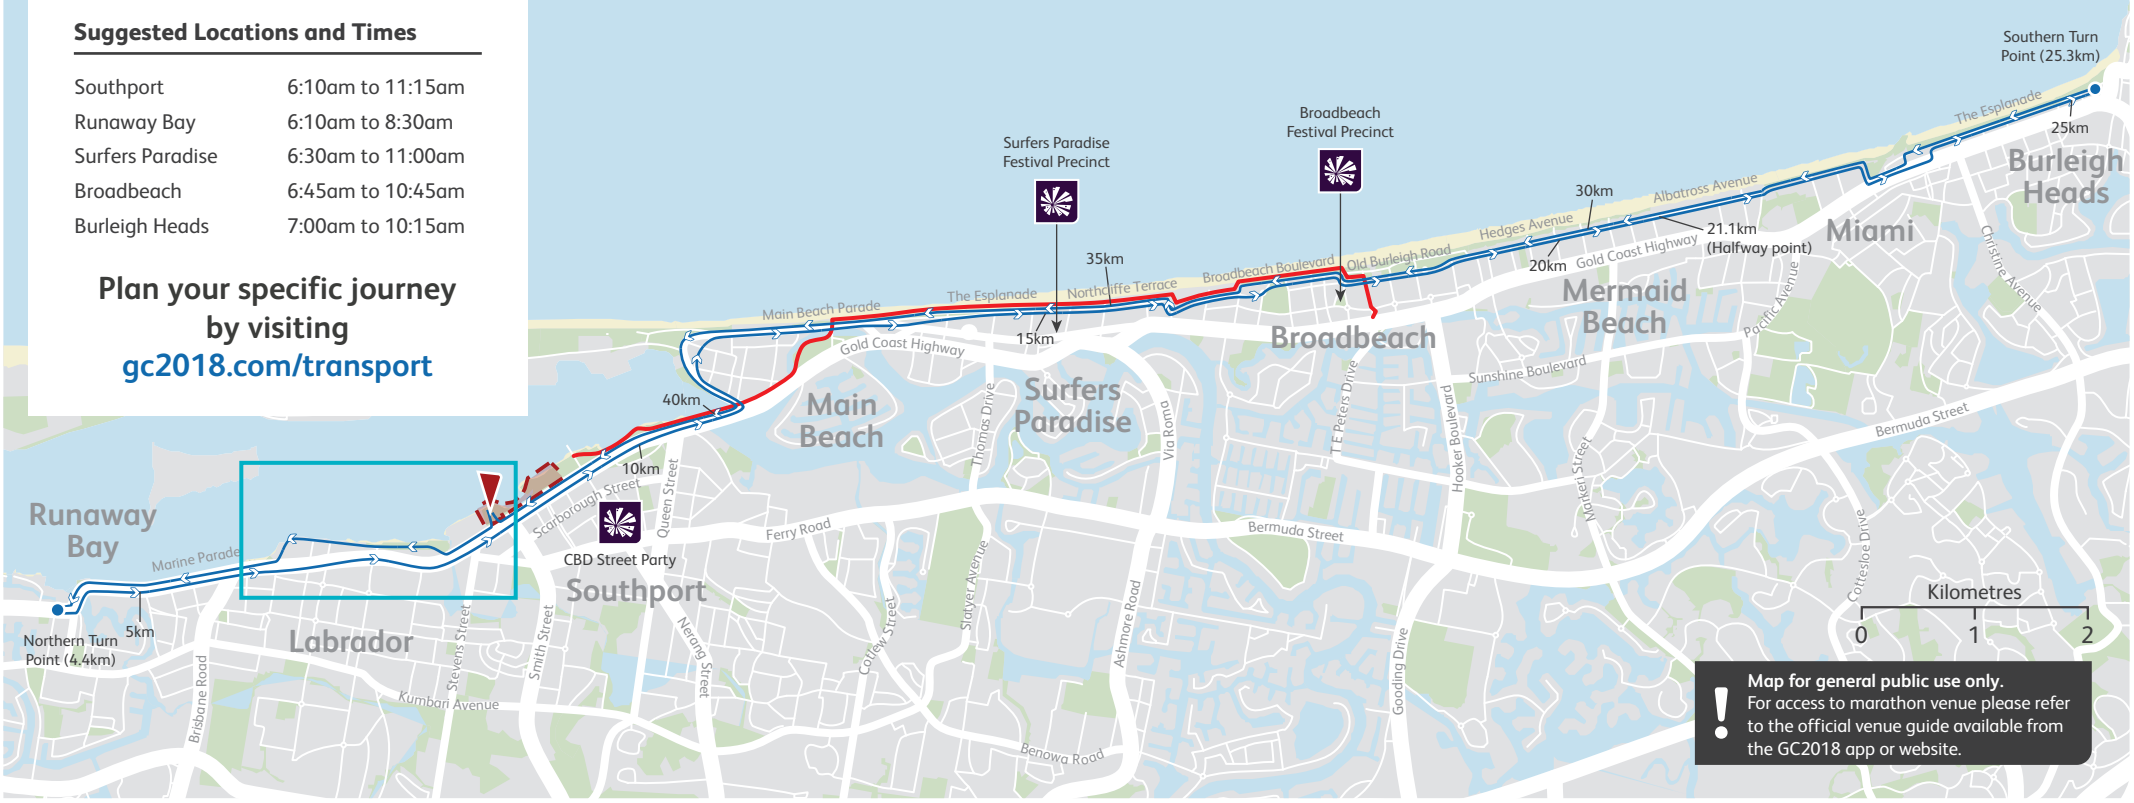 Suggested Locations and Times
Southport 6:10am to 11:15am
Runaway Bay 6:10am to 8:30am
Surfers Paradise 6:30am to 11:00am
Broadbeach 6:45am to 10:45am
Burleigh Heads 7:00am to 10:15am
Plan your specific journey
by visiting
gc2018.com/transport
Southern Turn
Point (25.3km)
The Esplanade
25km
Burleigh
Heads
Broadbeach
Festival Precinct
Surfers Paradise
Festival Precinct
30km
Albatross Avenue
21.1km
(Halfway point)
Miami
Christine Avenue
Hedges Avenue
20km
Gold Coast Highway
Old Burleigh Road
Broadbeach Boulevard
35km
Northcliffe Terrace
The Esplanade
Main Beach Parade
15km
Gold Coast Highway
Mermaid
Beach
Pacific Avenue
Broadbeach
Sunshine Boulevard
Surfers
Paradise
Main
Beach
40km
Thomas Drive
Via Roma
T E Peters Drive
Hooker Boulevard
Markeri Street
Bermuda Street
10km
Scarborough Street
Queen Street
CBD Street Party
Southport
Ferry Road
Bermuda Street
Runaway
Bay
Marine Parade
5km
Northern Turn
Point (4.4km)
Labrador
Brisbane Road
Stevens Street
Smith Street
Kumbari Avenue
Nerang Street
Cotlew Street
Slatyer Avenue
Ashmore Road
Benowa Road
Gooding Drive
Cottesloe Drive
Kilometres
0 1 2
!
Map for general public use only.
For access to marathon venue please refer
to the official venue guide available from
the GC2018 app or website.